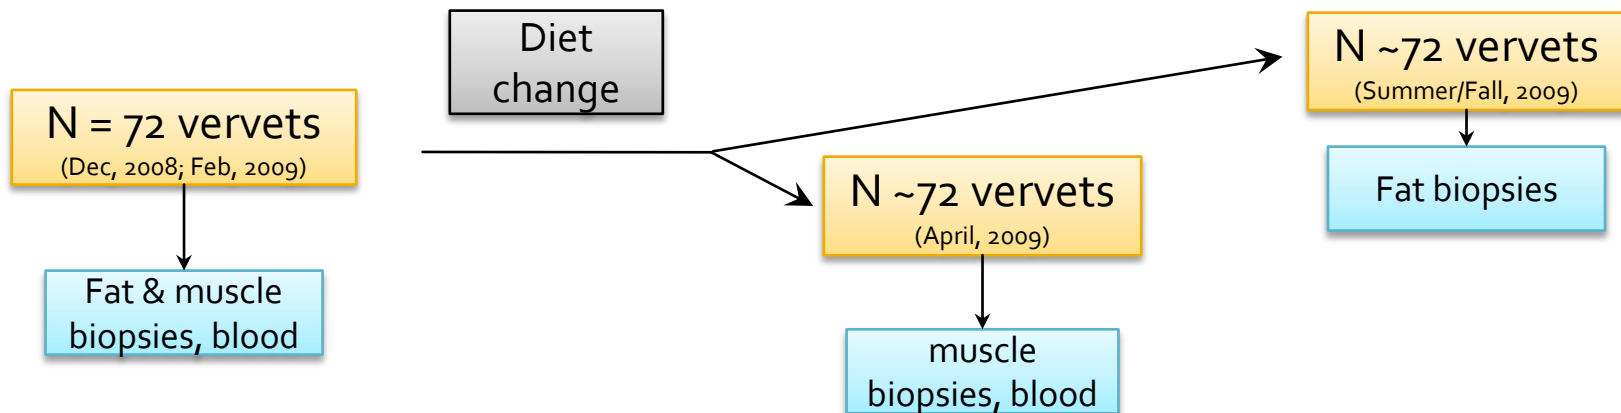 N = 72 vervets
(Dec, 2008; Feb, 2009)
Fat & muscle
biopsies, blood
Diet
change
N ~72 vervets
(April, 2009)
muscle
biopsies, blood
N ~72 vervets
(Summer/Fall, 2009)
Fat biopsies